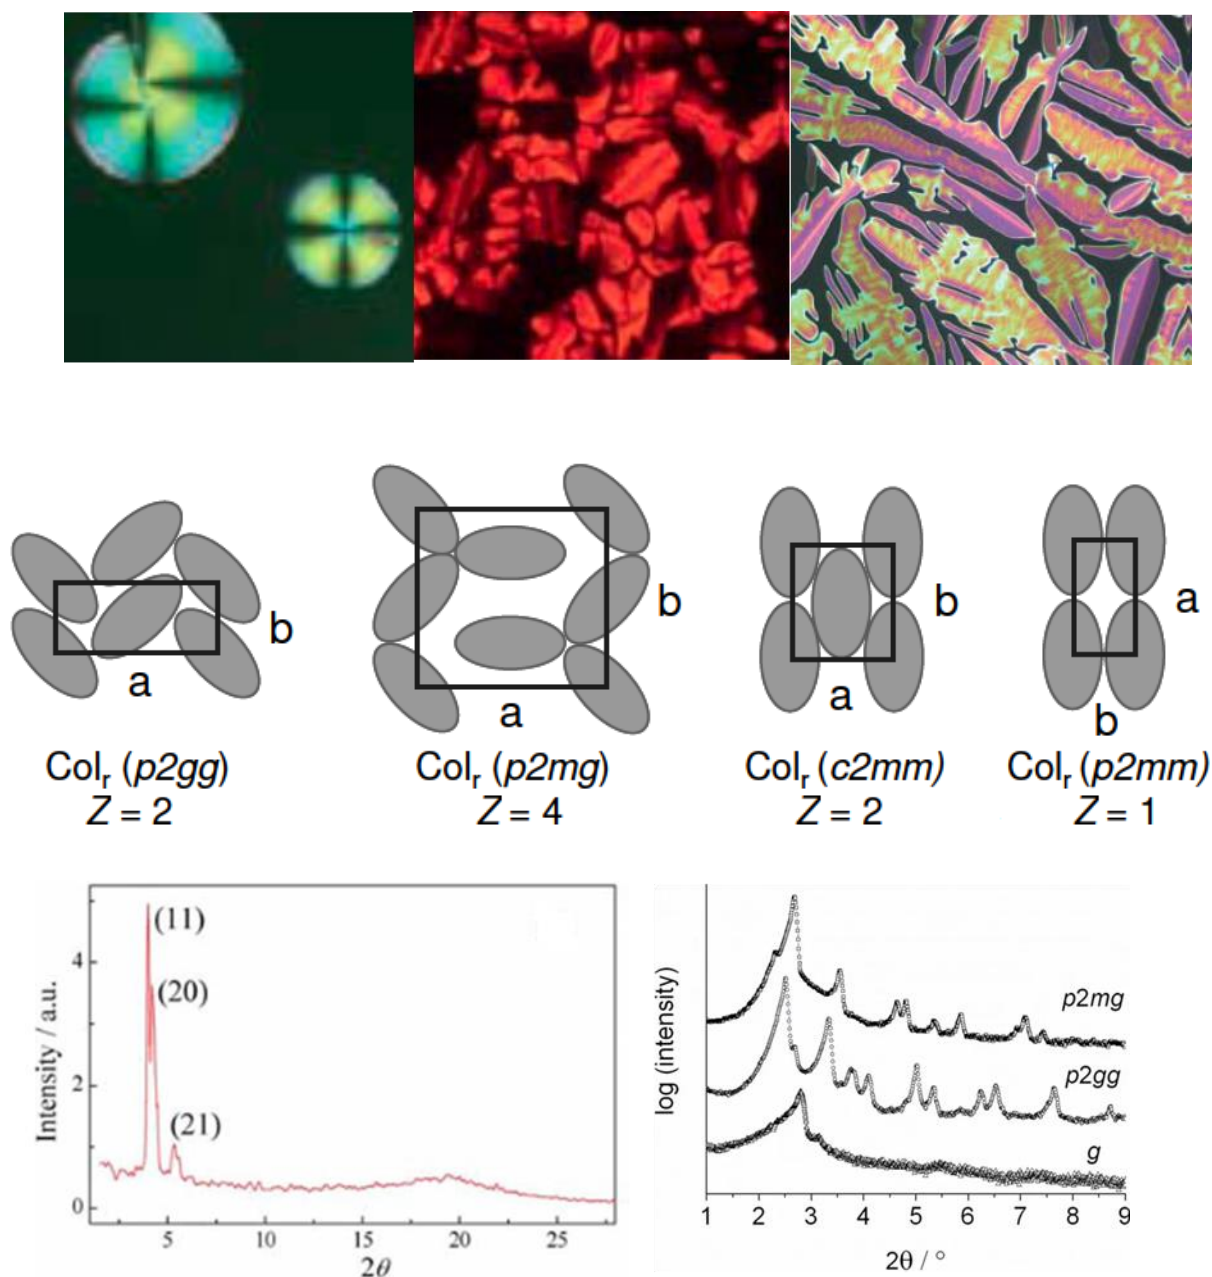 b
a
Colr (p2gg)
Z = 2
b
a
Colr (p2mg)
Z = 4
b
a
Colr (c2mm)
Z = 2
a
b
Colr (p2mm)
Z = 1
Intensity / a.u.
4
2
0
(11)
(20)
(21)
5 10 15 20 25
2θ
log (intensity)
p2mg
p2gg
g
1 2 3 4 5 6 7 8 9
2θ / °